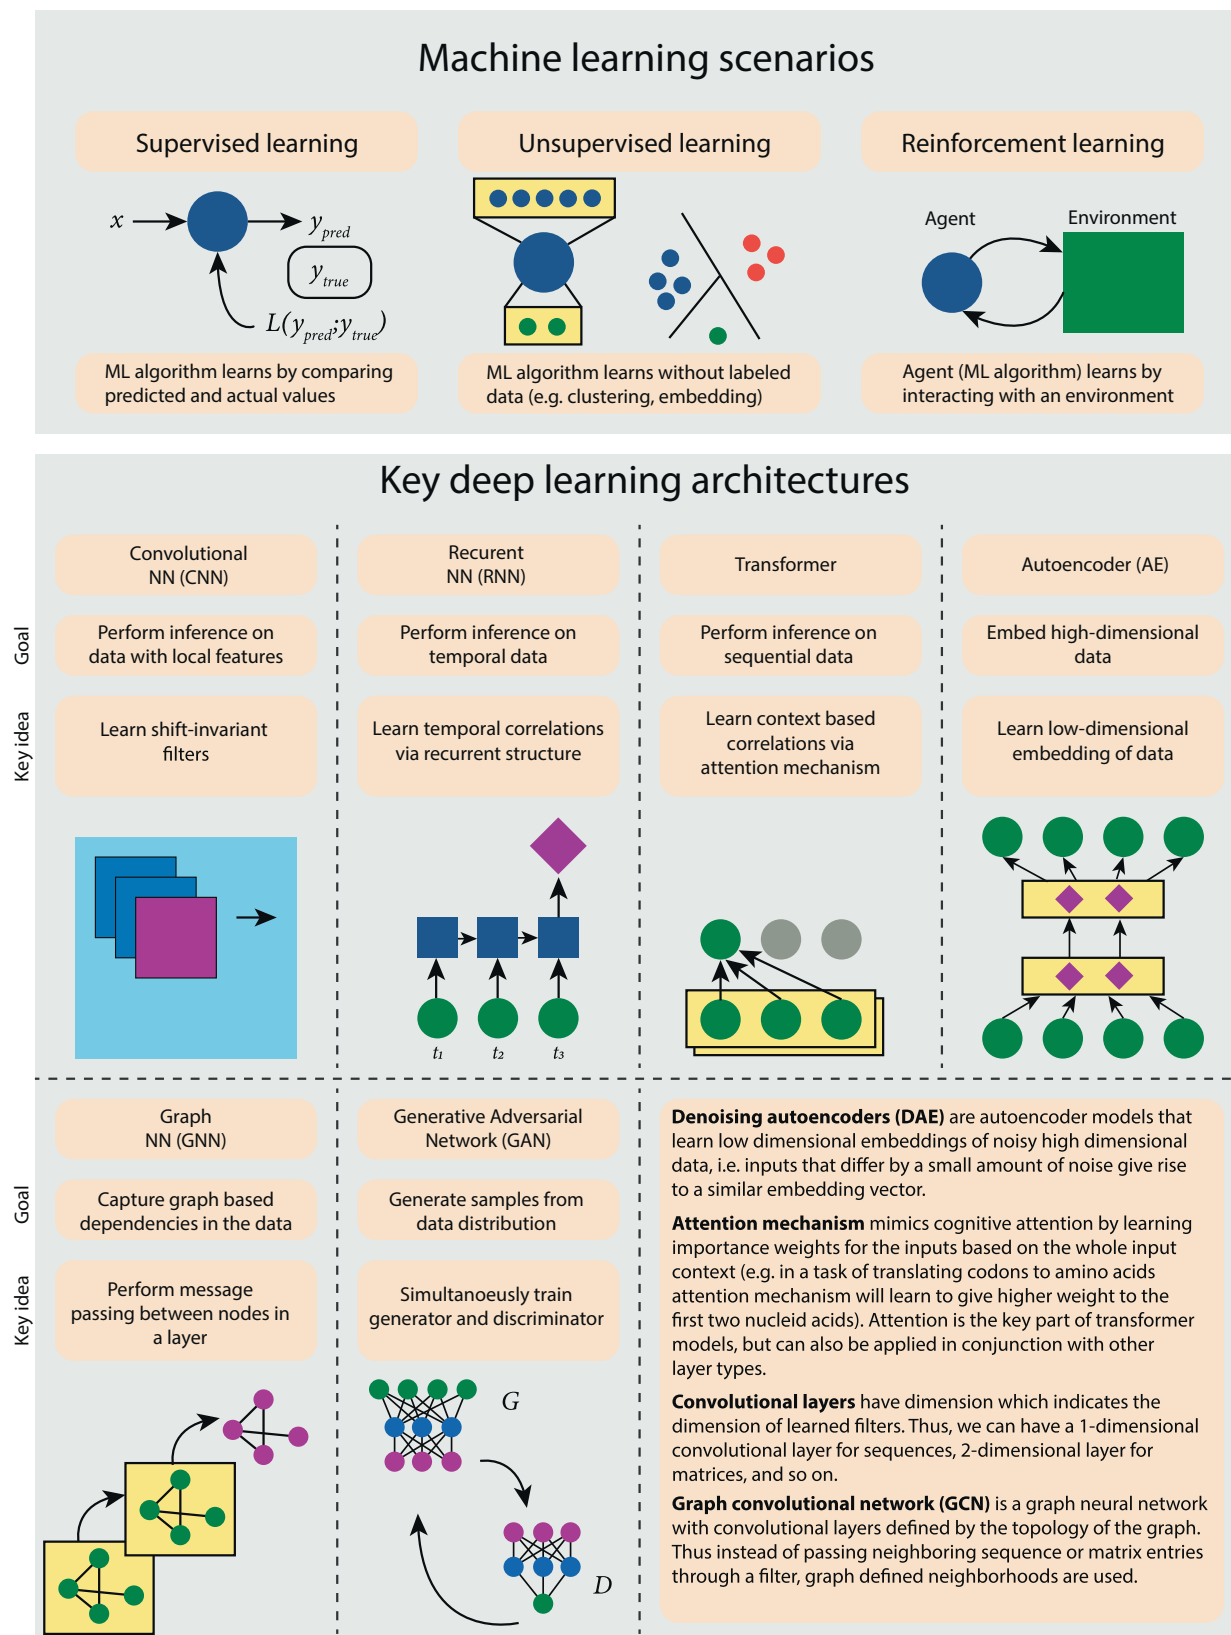 Machine learning scenarios
Supervised learning
Unsupervised learning
Reinforcement learning
x
y_pred
y_true
L(y_pred;y_true)
Agent
Environment
ML algorithm learns by comparing
predicted and actual values
ML algorithm learns without labeled
data (e.g. clustering, embedding)
Agent (ML algorithm) learns by
interacting with an environment
Key deep learning architectures
Convolutional
NN (CNN)
Recurent
NN (RNN)
Transformer
Autoencoder (AE)
Goal
Perform inference on
data with local features
Perform inference on
temporal data
Perform inference on
sequential data
Embed high-dimensional
data
Key idea
Learn shift-invariant
filters
Learn temporal correlations
via recurrent structure
Learn context based
correlations via
attention mechanism
Learn low-dimensional
embedding of data
t1
t2
t3
Graph
NN (GNN)
Generative Adversarial
Network (GAN)
Goal
Capture graph based
dependencies in the data
Generate samples from
data distribution
Key idea
Perform message
passing between nodes in
a layer
Simultanoeusly train
generator and discriminator
G
D
Denoising autoencoders (DAE) are autoencoder models that
learn low dimensional embeddings of noisy high dimensional
data, i.e. inputs that differ by a small amount of noise give rise
to a similar embedding vector.
Attention mechanism mimics cognitive attention by learning
importance weights for the inputs based on the whole input
context (e.g. in a task of translating codons to amino acids
attention mechanism will learn to give higher weight to the
first two nucleid acids). Attention is the key part of transformer
models, but can also be applied in conjunction with other
layer types.
Convolutional layers have dimension which indicates the
dimension of learned filters. Thus, we can have a 1-dimensional
convolutional layer for sequences, 2-dimensional layer for
matrices, and so on.
Graph convolutional network (GCN) is a graph neural network
with convolutional layers defined by the topology of the graph.
Thus instead of passing neighboring sequence or matrix entries
through a filter, graph defined neighborhoods are used.